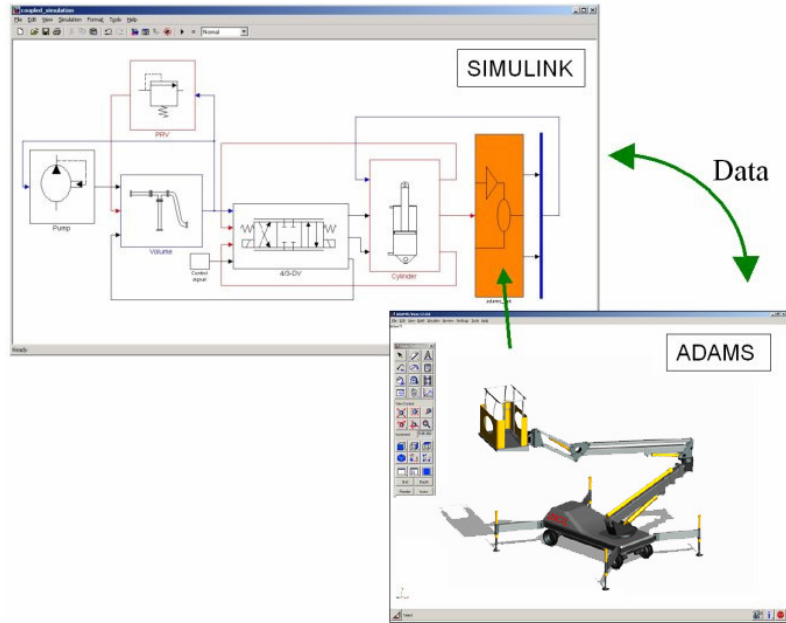 coupled_simulation
File Edit View Simulation Format Tools Help
Normal
SIMULINK
PRV
Pump
Volume
Control
signal
4/3-DV
Cylinder
Data
Ready
ADAMS